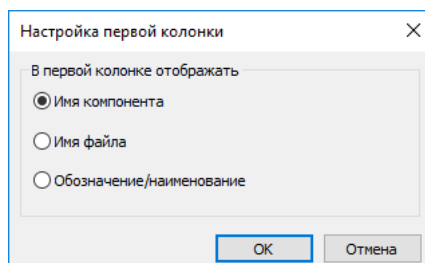 Настройка первой колонки
В первой колонке отображать
Имя компонента
Имя файла
Обозначение/наименование
OK
Отмена